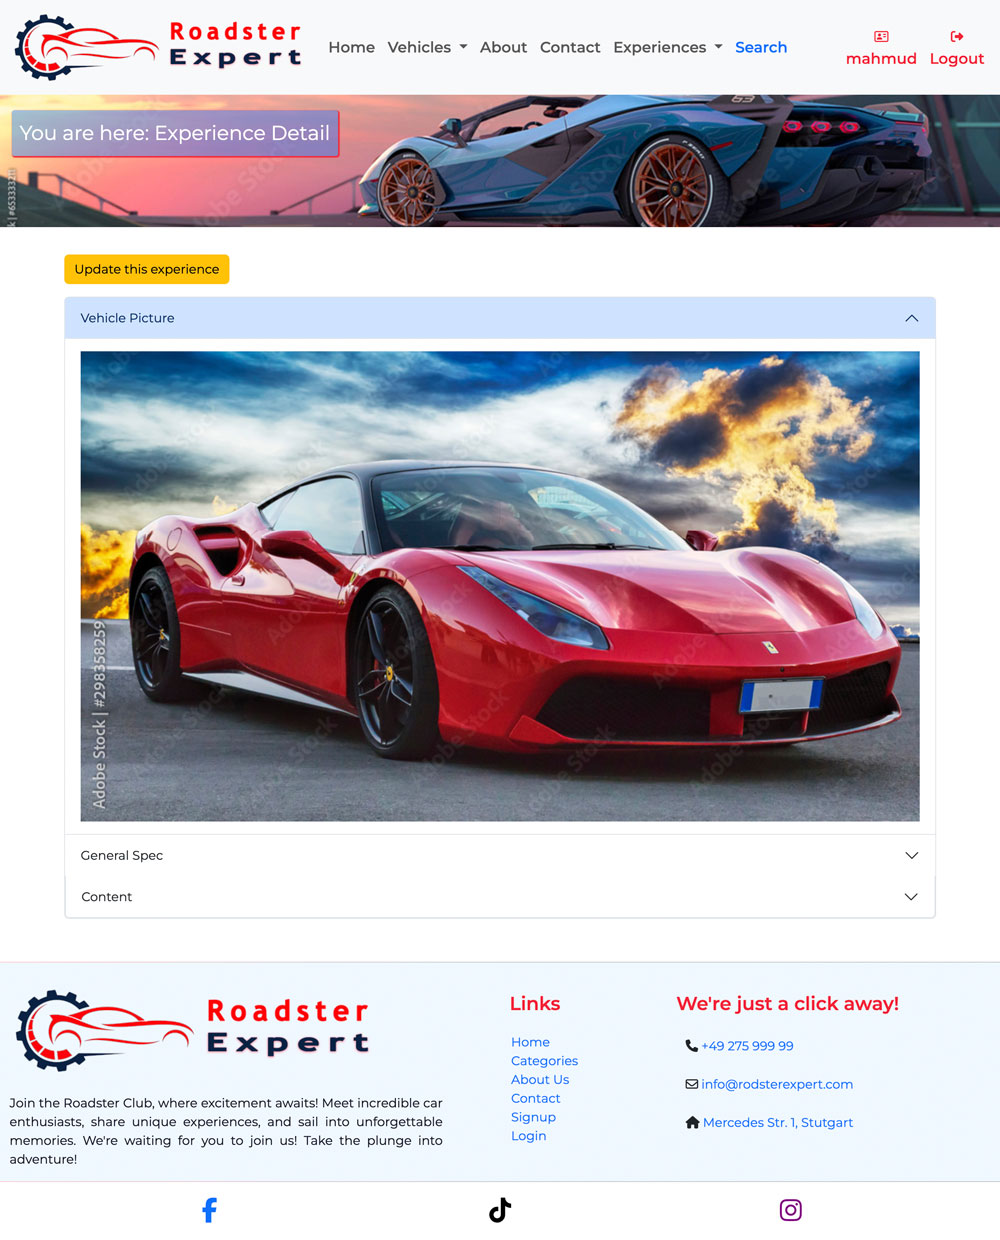 Roadster
Expert
Home Vehicles About Contact Experiences Search
mahmud Logout
You are here: Experience Detail
63
Update this experience
Vehicle Picture
Adobe Stock | #298358259
General Spec
Content
Roadster
Expert
Join the Roadster Club, where excitement awaits! Meet incredible car
enthusiasts, share unique experiences, and sail into unforgettable
memories. We're waiting for you to join us! Take the plunge into
adventure!
Links
Home
Categories
About Us
Contact
Signup
Login
We're just a click away!
+49 275 999 99
info@rodsterexpert.com
Mercedes Str. 1, Stutgart